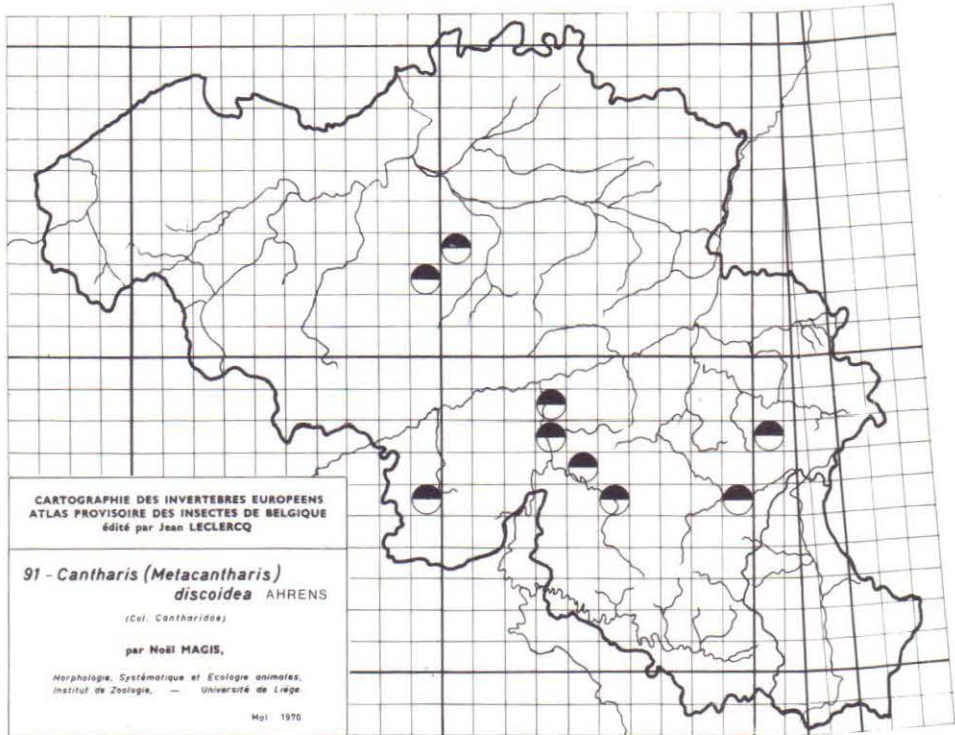 CARTOGRAPHIE DES INVERTEBRES EUROPEENS
ATLAS PROVISOIRE DES INSECTES DE BELGIQUE
édité par Jean LECLERCQ
91 - Cantharis (Metacantharis)
discoidea AHRENS
(Col. Cantharidae)
par Noël MAGIS,
Morphologie, Systématique et Ecologie animales,
Institut de Zoologie, — Université de Liége
Mai 1970